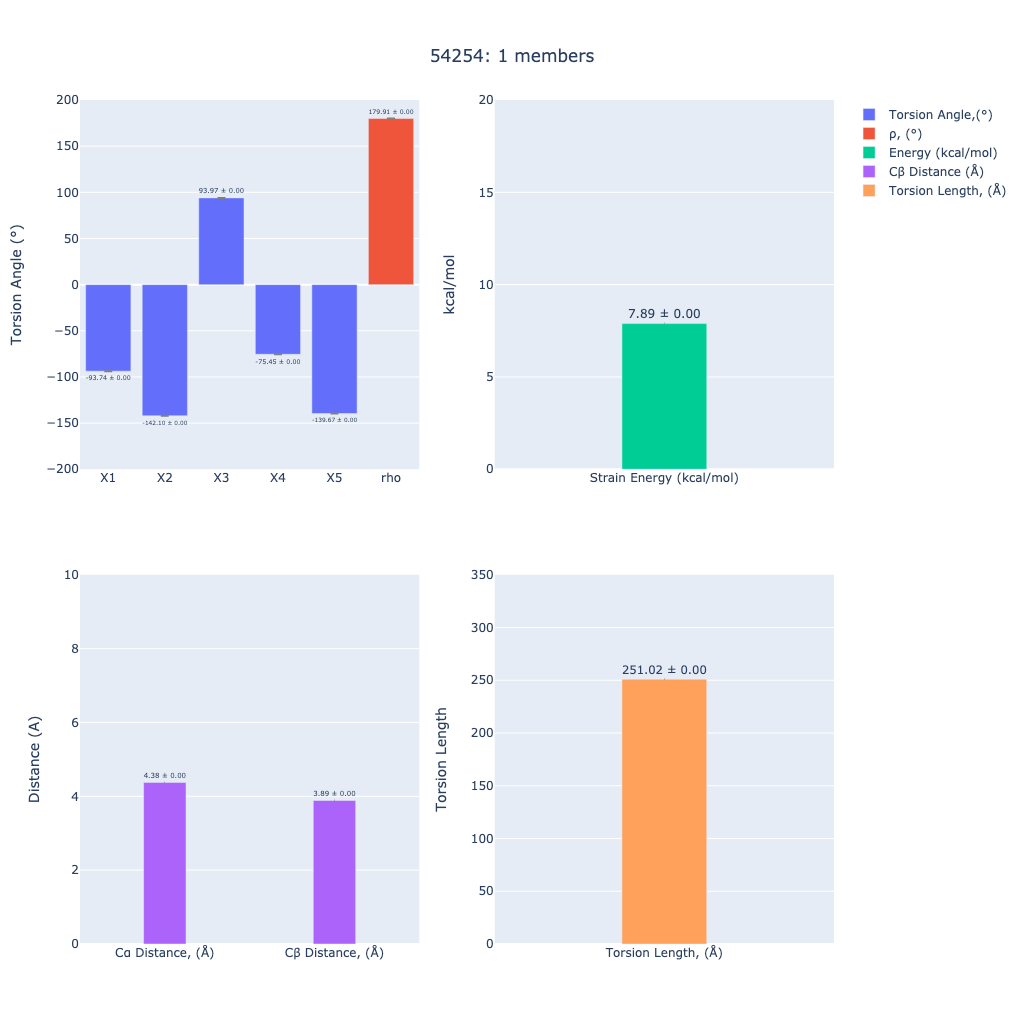 54254: 1 members
Torsion Angle (°)
200
150
100
50
0
−50
−100
−150
−200
-93.74 ± 0.00
-142.10 ± 0.00
93.97 ± 0.00
-75.45 ± 0.00
-139.67 ± 0.00
179.91 ± 0.00
X1 X2 X3 X4 X5 rho
kcal/mol
20
15
10
5
0
7.89 ± 0.00
Strain Energy (kcal/mol)
Torsion Angle,(°)
ρ, (°)
Energy (kcal/mol)
Cβ Distance (Å)
Torsion Length, (Å)
Distance (A)
10
8
6
4
2
0
4.38 ± 0.00
3.89 ± 0.00
Cα Distance, (Å) Cβ Distance, (Å)
Torsion Length
350
300
250
200
150
100
50
0
251.02 ± 0.00
Torsion Length, (Å)